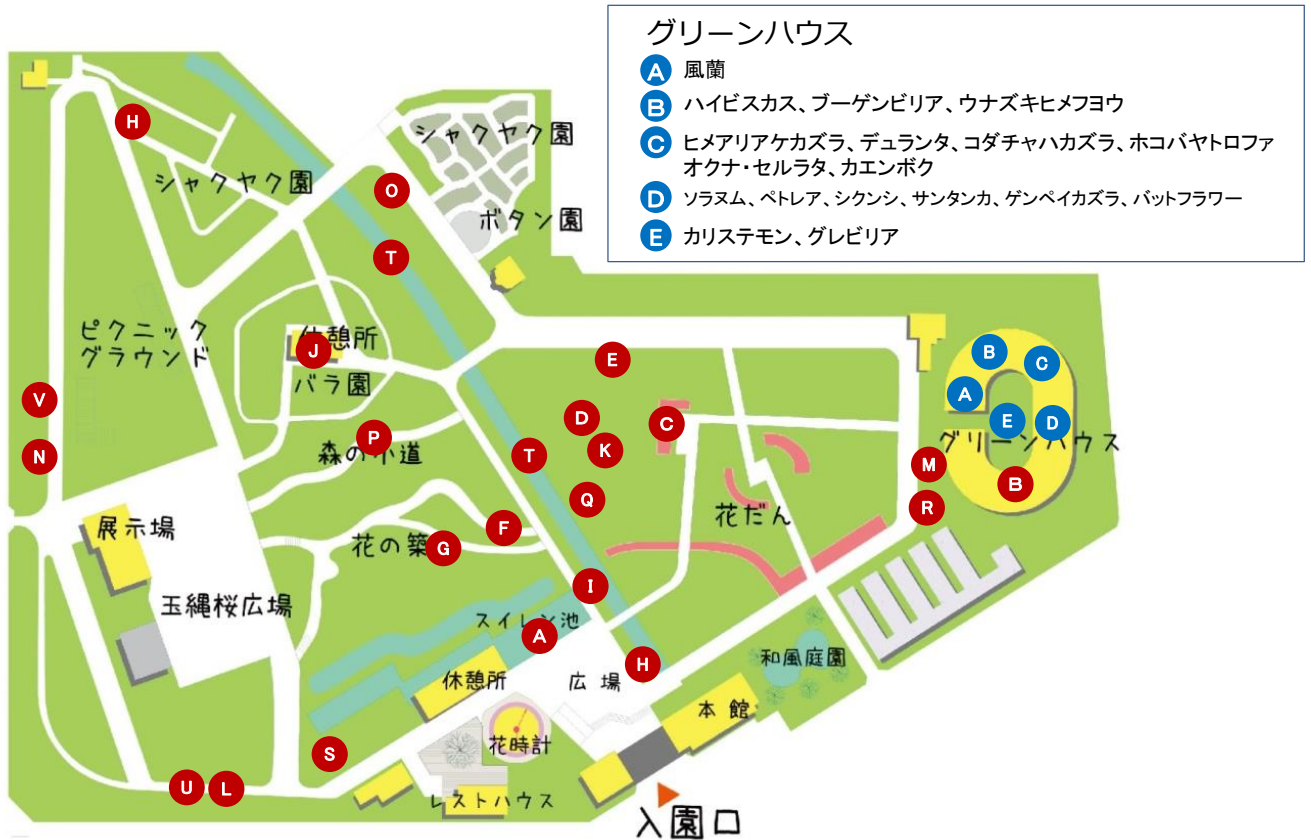 グリーンハウス
A 風蘭
B ハイビスカス、ブーゲンビリア、ウナズキヒメフヨウ
C ヒメアリアケカズラ、デュランタ、コダチャハカズラ、ホコバヤトロファ
オクナ・セルラタ、カエンボク
D ソラヌム、ペトレア、シクンシ、サンタンカ、ゲンペイカズラ、バットフラワー
E カリステモン、グレビリア
H
シャクヤク園
シャクヤク園
O
ボタン園
T
ピクニック
グラウンド
休憩所
J
バラ園
E
B
C
A
E
D
グリーンハウス
V
N
D
C
P
森の小道
T
K
M
B
Q
R
花だん
展示場
F
花の築
G
I
玉縄桜広場
スイレン池
A
H
和風庭園
休憩所
広場
本館
花時計
S
U
L
レストハウス
入園口